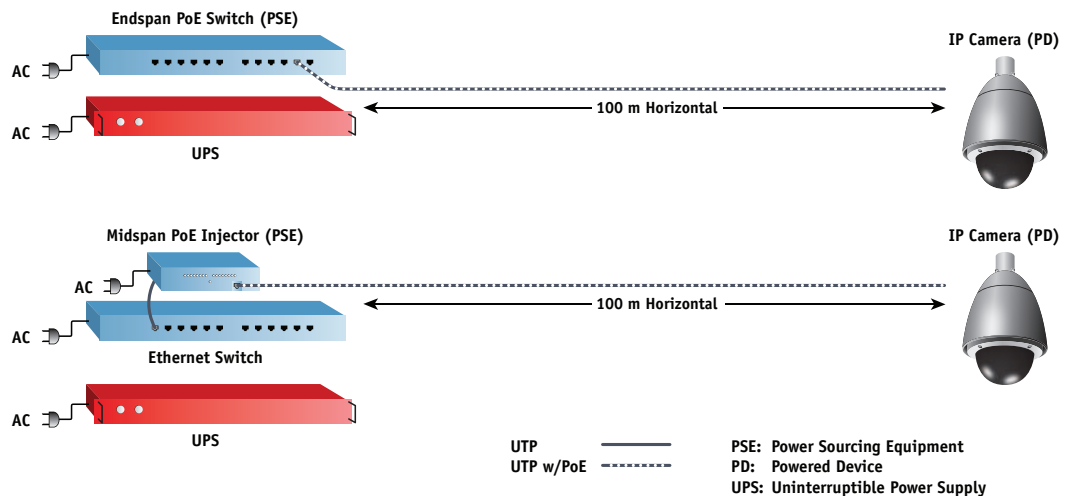 Endspan PoE Switch (PSE)
IP Camera (PD)
AC
100 m Horizontal
AC
UPS
Midspan PoE Injector (PSE)
IP Camera (PD)
AC
100 m Horizontal
AC
Ethernet Switch
AC
UPS
UTP
UTP w/PoE
PSE: Power Sourcing Equipment
PD: Powered Device
UPS: Uninterruptible Power Supply